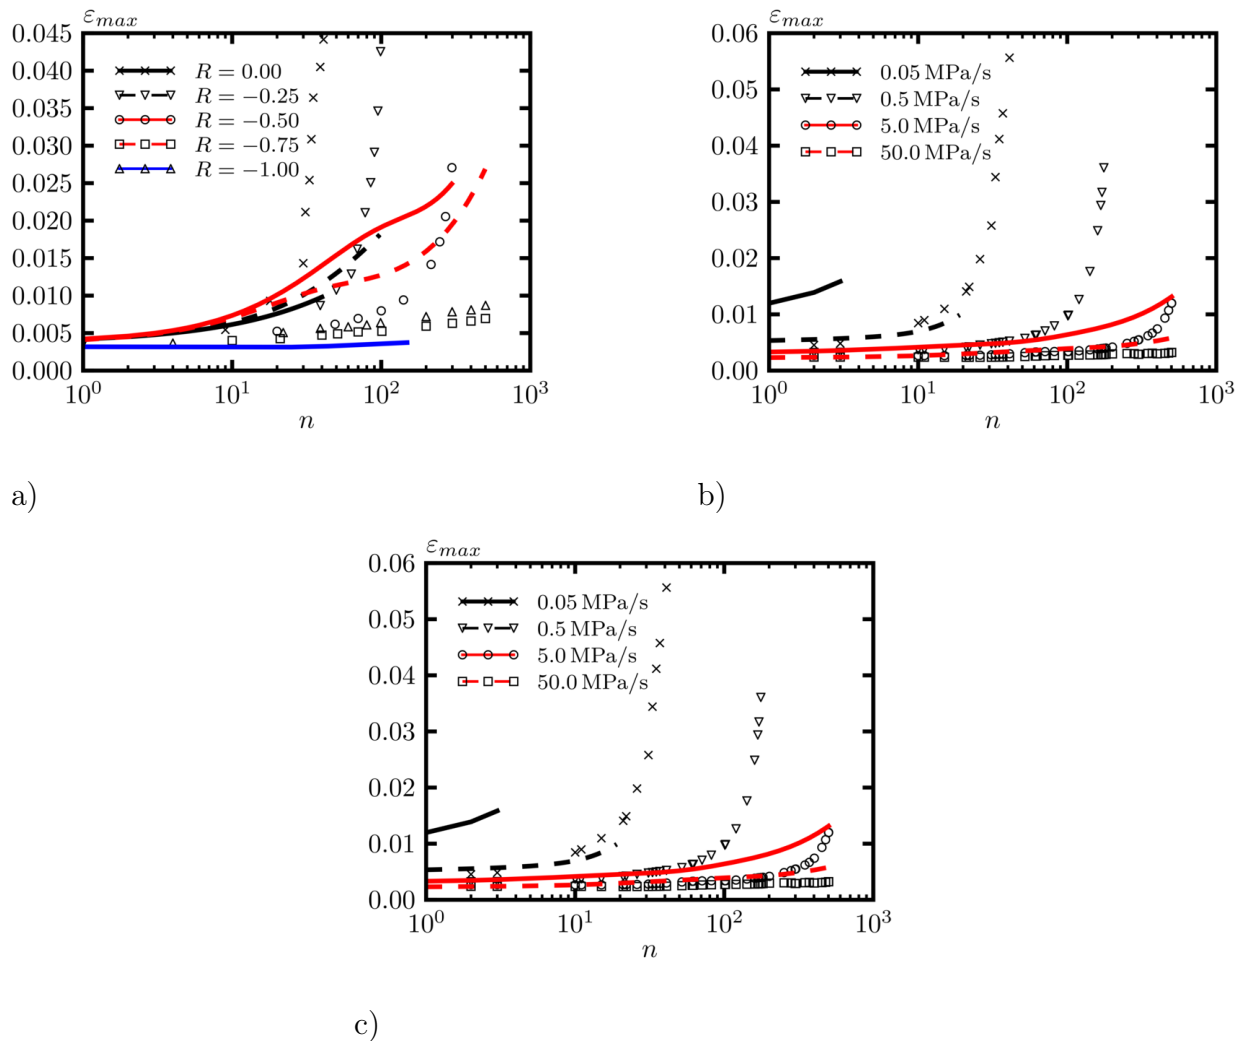 ε_max
0.045
0.040
0.035
0.030
0.025
0.020
0.015
0.010
0.005
0.000
R = 0.00
R = −0.25
R = −0.50
R = −0.75
R = −1.00
10^0 10^1 10^2 10^3
n
a)
ε_max
0.06
0.05
0.04
0.03
0.02
0.01
0.00
0.05 MPa/s
0.5 MPa/s
5.0 MPa/s
50.0 MPa/s
10^0 10^1 10^2 10^3
n
b)
ε_max
0.06
0.05
0.04
0.03
0.02
0.01
0.00
0.05 MPa/s
0.5 MPa/s
5.0 MPa/s
50.0 MPa/s
10^0 10^1 10^2 10^3
n
c)